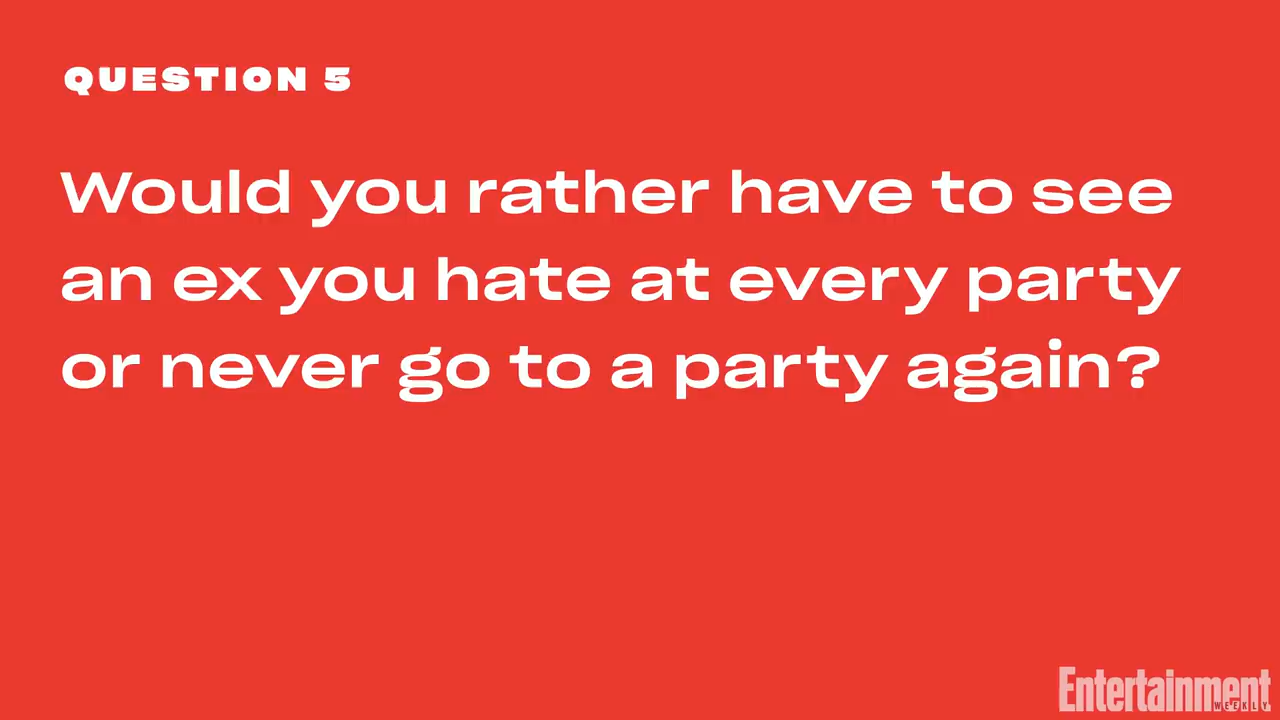 QUESTION 5
Would you rather have to see
an ex you hate at every party
or never go to a party again?
Entertainment
WEEKLY